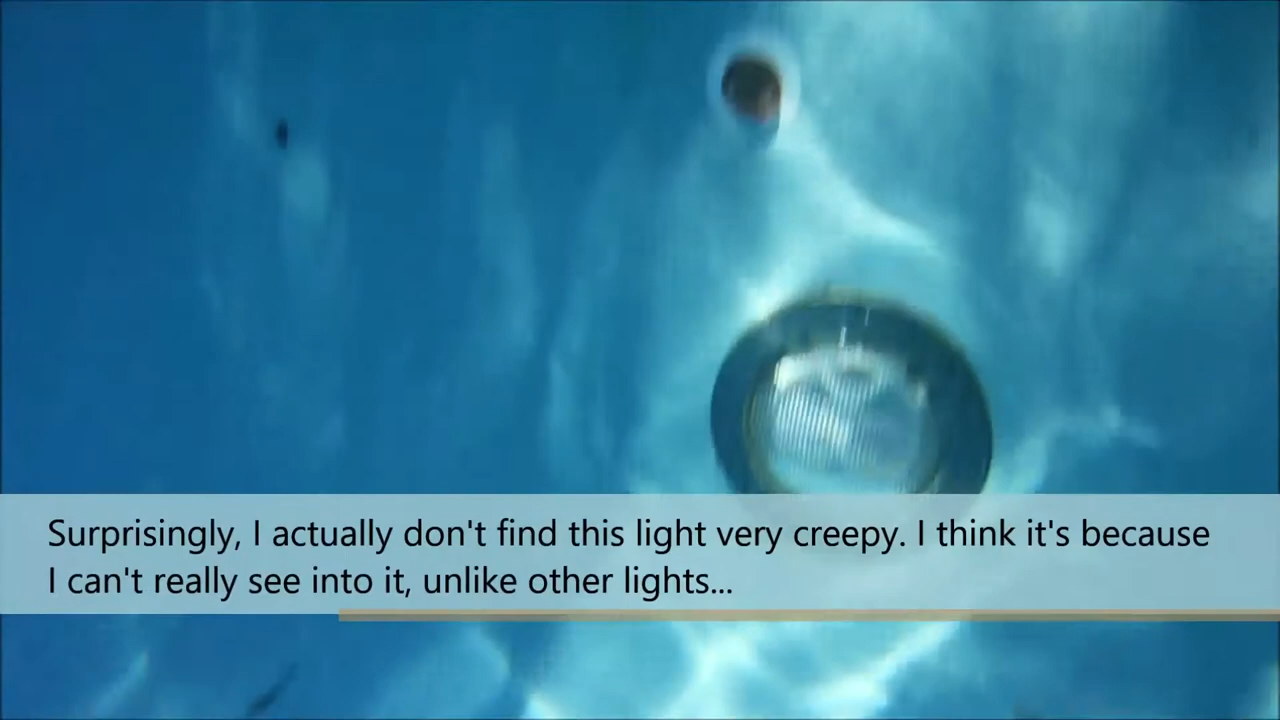 Surprisingly, I actually don't find this light very creepy. I think it's because
I can't really see into it, unlike other lights...